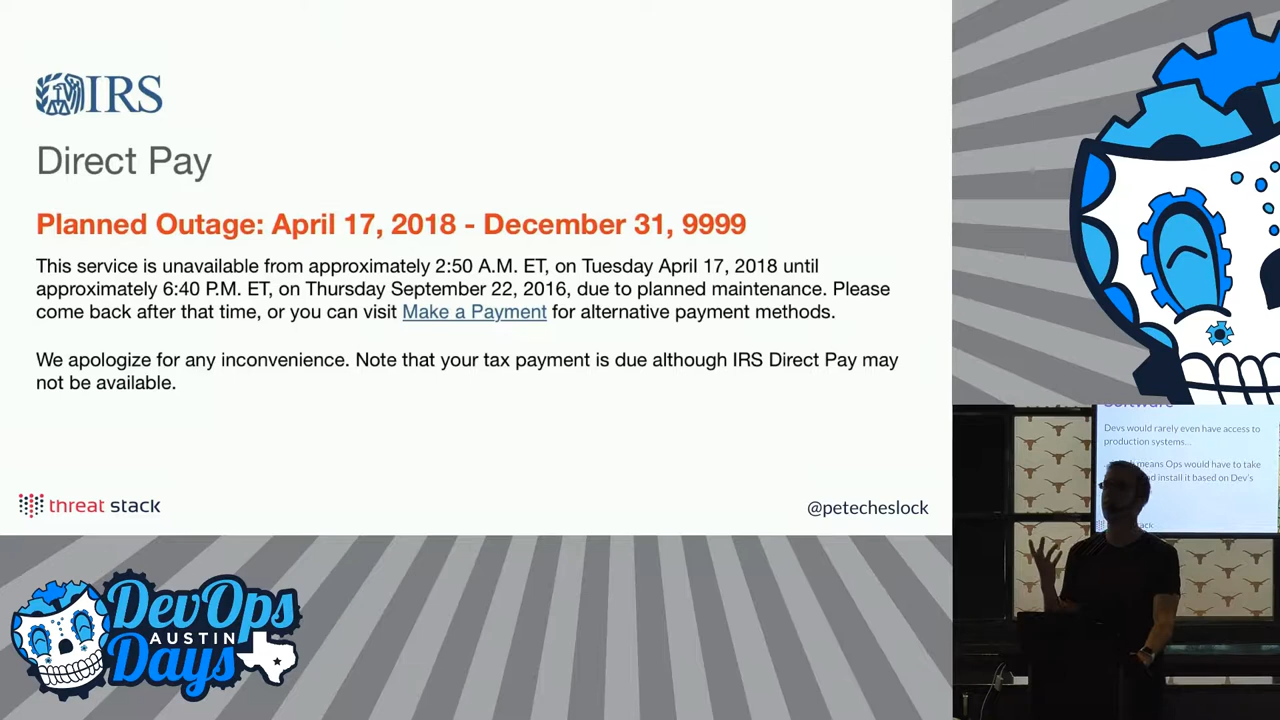 IRS
Direct Pay
Planned Outage: April 17, 2018 - December 31, 9999
This service is unavailable from approximately 2:50 A.M. ET, on Tuesday April 17, 2018 until
approximately 6:40 P.M. ET, on Thursday September 22, 2016, due to planned maintenance. Please
come back after that time, or you can visit Make a Payment for alternative payment methods.
We apologize for any inconvenience. Note that your tax payment is due although IRS Direct Pay may
not be available.
threat stack
@petecheslock
DevOps
AUSTIN
Days
Software
Devs would rarely even have access to
production systems...
means Ops would have to take
install it based on Dev's